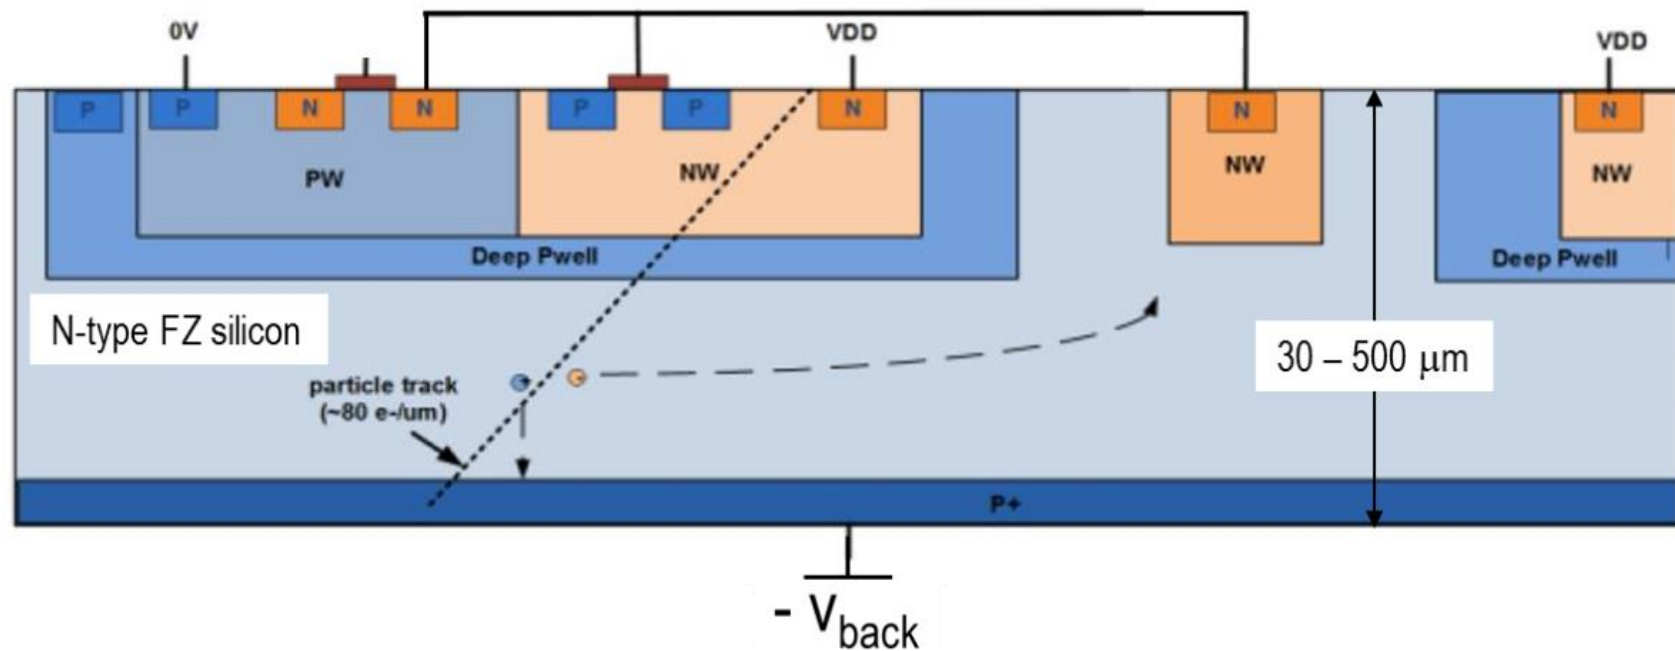 0V
VDD
VDD
P
P
N
N
P
P
N
N
N
PW
NW
NW
NW
Deep Pwell
Deep Pwell
N-type FZ silicon
30 – 500 μm
particle track
(~80 e-/um)
+
-
P+
- Vback